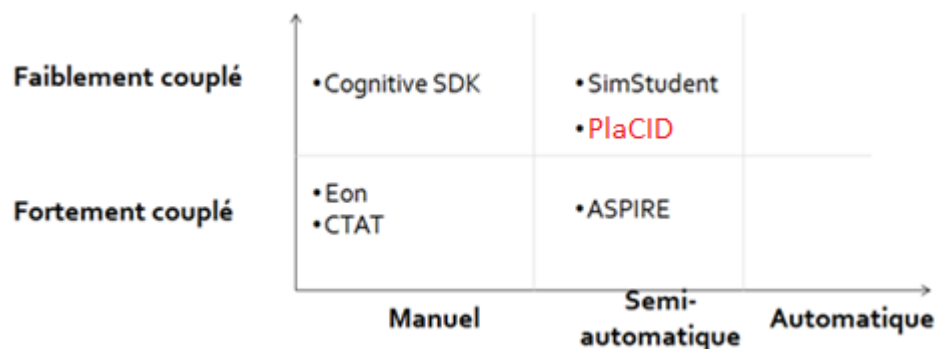 Faiblement couplé
•Cognitive SDK
•SimStudent
•PlaCID
Fortement couplé
•Eon
•CTAT
•ASPIRE
Manuel
Semi-
automatique
Automatique